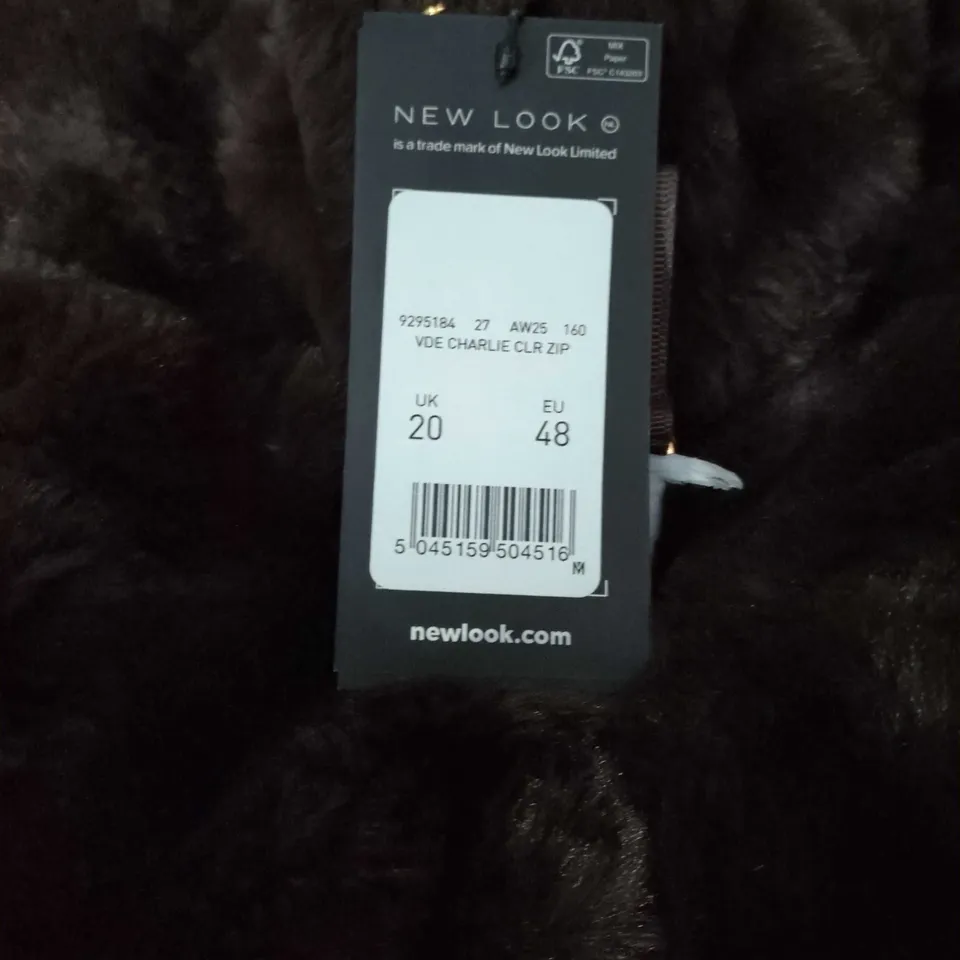 FSC®
MIX
Paper
NEW LOOK NL
is a trade mark of New Look Limited
9295184 27 AW25 160
VDE CHARLIE CLR ZIP
UK EU
20 48
5 045159 504516
newlook.com